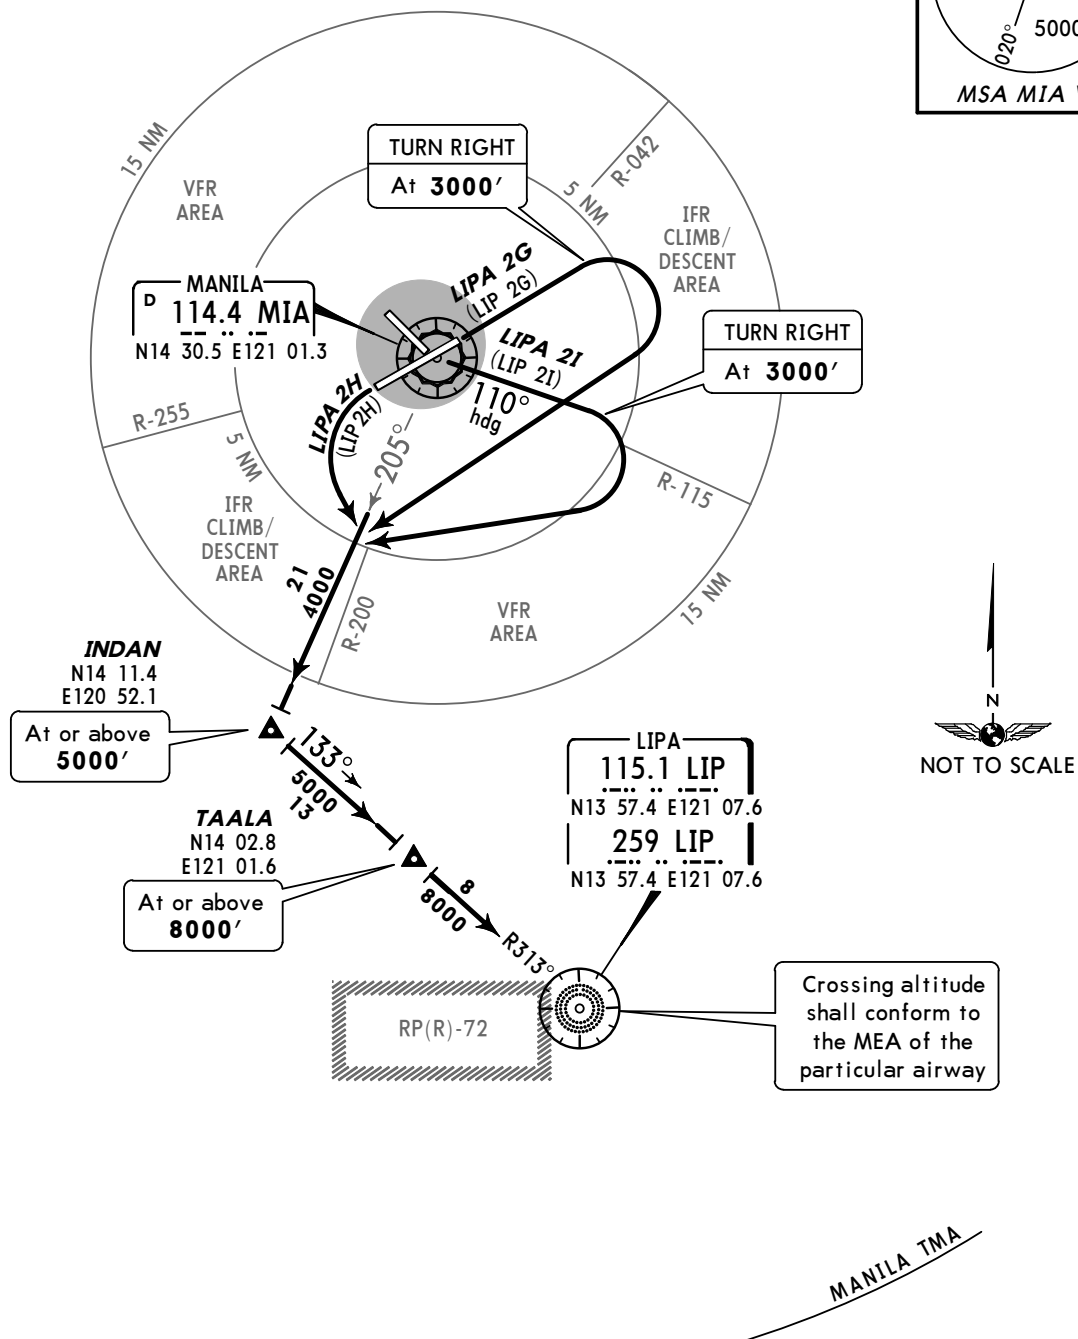 020°
5000
MSA MIA
15 NM
VFR
AREA
TURN RIGHT
At 3000'
5 NM
R-042
IFR
CLIMB/
DESCENT
AREA
MANILA
D 114.4 MIA
N14 30.5 E121 01.3
LIPA 2G
(LIP 2G)
LIPA 2I
(LIP 2I)
110°
hdg
TURN RIGHT
At 3000'
LIPA 2H
(LIP 2H)
205°
R-255
5 NM
IFR
CLIMB/
DESCENT
AREA
R-115
21
4000
R-200
VFR
AREA
15 NM
INDAN
N14 11.4
E120 52.1
At or above
5000'
133°
5000
13
TAALA
N14 02.8
E121 01.6
At or above
8000'
8
8000
R313°
LIPA
115.1 LIP
N13 57.4 E121 07.6
259 LIP
N13 57.4 E121 07.6
N
NOT TO SCALE
RP(R)-72
Crossing altitude
shall conform to
the MEA of the
particular airway
MANILA TMA